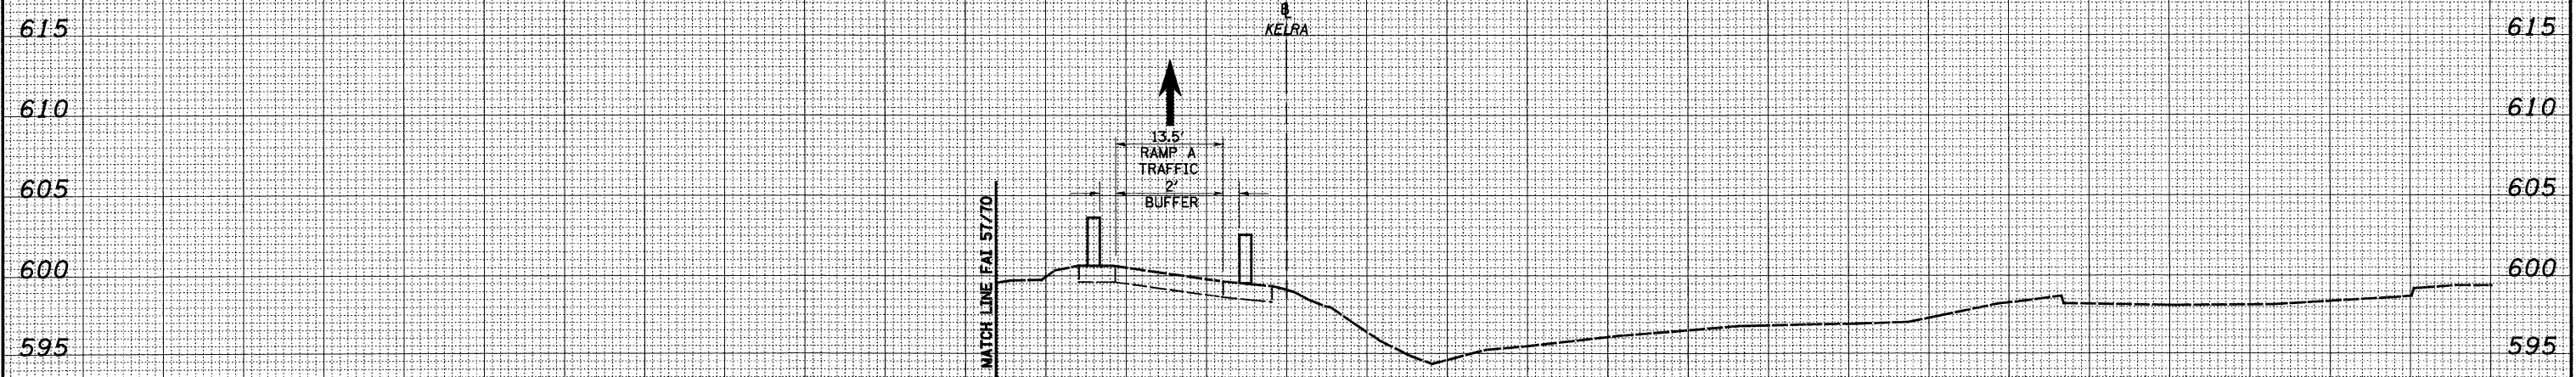 B
KELRA
615
615
610
610
13.5'
RAMP A
TRAFFIC
2'
BUFFER
605
605
MATCH LINE FAI 57/70
600
600
595
595